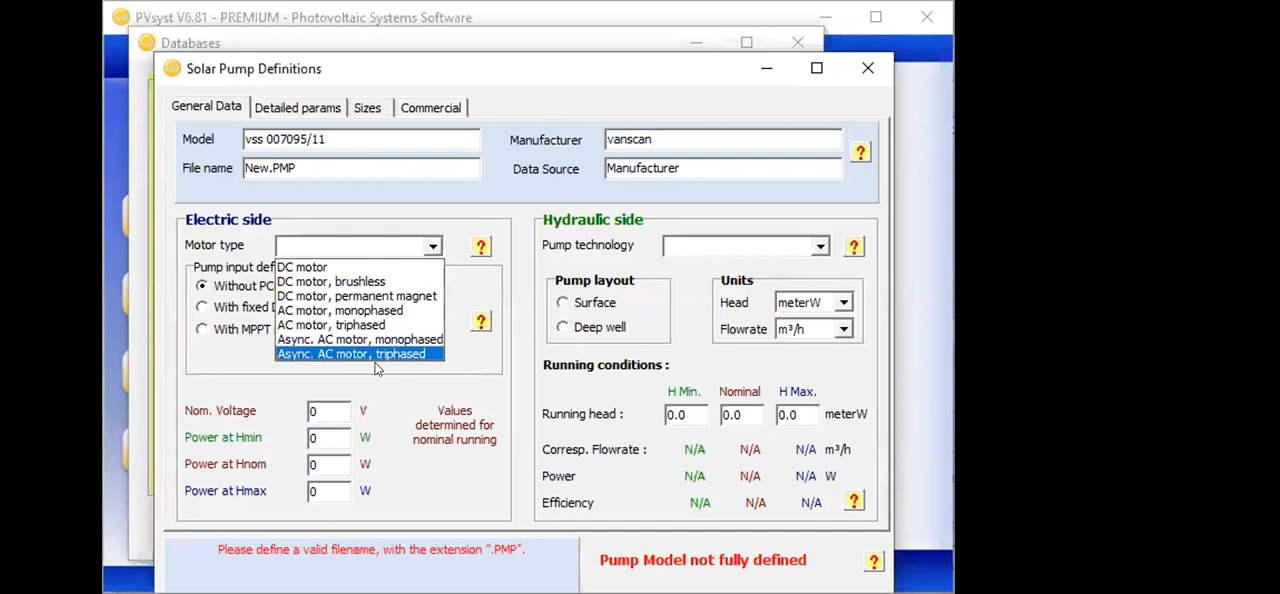 PVsyst V6.81 - PREMIUM - Photovoltaic Systems Software
Databases
Solar Pump Definitions
General Data
Detailed params
Sizes
Commercial
Model
vss 007095/11
Manufacturer
vanscan
?
File name
New.PMP
Data Source
Manufacturer
Electric side
Motor type
?
DC motor
DC motor, brushless
DC motor, permanent magnet
AC motor, monophased
AC motor, triphased
Async. AC motor, monophased
Async. AC motor, triphased
Pump input def
Without PC
With fixed D
With MPPT
?
Nom. Voltage 0 V
Power at Hmin 0 W
Power at Hnom 0 W
Power at Hmax 0 W
Values
determined for
nominal running
Hydraulic side
Pump technology
?
Pump layout
Surface
Deep well
Units
Head meterW
Flowrate m³/h
Running conditions :
H Min. Nominal H Max.
Running head : 0.0 0.0 0.0 meterW
Corresp. Flowrate : N/A N/A N/A m³/h
Power N/A N/A N/A W
Efficiency N/A N/A N/A
?
Please define a valid filename, with the extension ".PMP".
Pump Model not fully defined
?